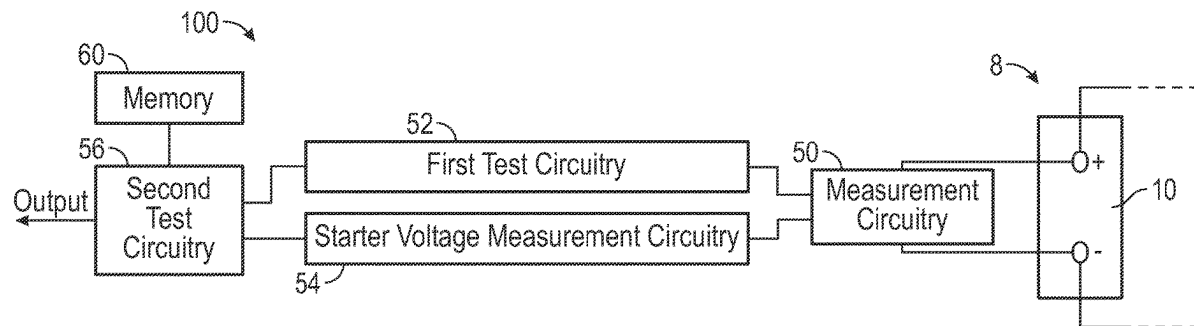 100
60
Memory
8
52
First Test Circuitry
56
50
Second
Test
Circuitry
Measurement
Circuitry
+
Output
10
Starter Voltage Measurement Circuitry
-
54